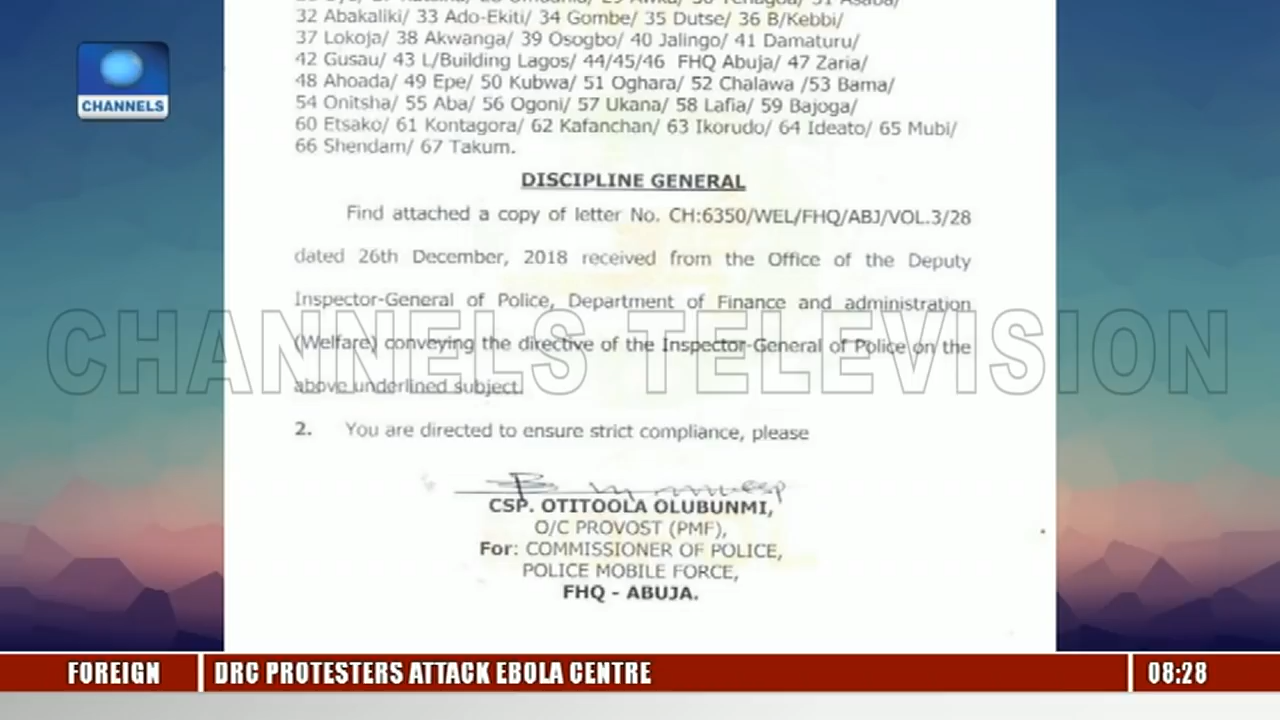 32 Abakaliki/ 33 Ado-Ekiti/ 34 Gombe/ 35 Dutse/ 36 B/Kebbi/
37 Lokoja/ 38 Akwanga/ 39 Osogbo/ 40 Jalingo/ 41 Damaturu/
42 Gusau/ 43 L/Building Lagos/ 44/45/46 FHQ Abuja/ 47 Zaria/
48 Ahoada/ 49 Epe/ 50 Kubwa/ 51 Oghara/ 52 Chalawa /53 Bama/
54 Onitsha/ 55 Aba/ 56 Ogoni/ 57 Ukana/ 58 Lafia/ 59 Bajoga/
60 Etsako/ 61 Kontagora/ 62 Kafanchan/ 63 Ikorudo/ 64 Ideato/ 65 Mubi/
66 Shendam/ 67 Takum.
CHANNELS
DISCIPLINE GENERAL
Find attached a copy of letter No. CH:6350/WEL/FHQ/ABJ/VOL.3/28
dated 26th December, 2018 received from the Office of the Deputy
Inspector-General of Police, Department of Finance and administration
(Welfare) conveying the directive of the Inspector-General of Police on the
above underlined subject.
CHANNELS TELEVISION
2. You are directed to ensure strict compliance, please
CSP. OTITOOLA OLUBUNMI,
O/C PROVOST (PMF),
For: COMMISSIONER OF POLICE,
POLICE MOBILE FORCE,
FHQ - ABUJA.
FOREIGN DRC PROTESTERS ATTACK EBOLA CENTRE 08:28